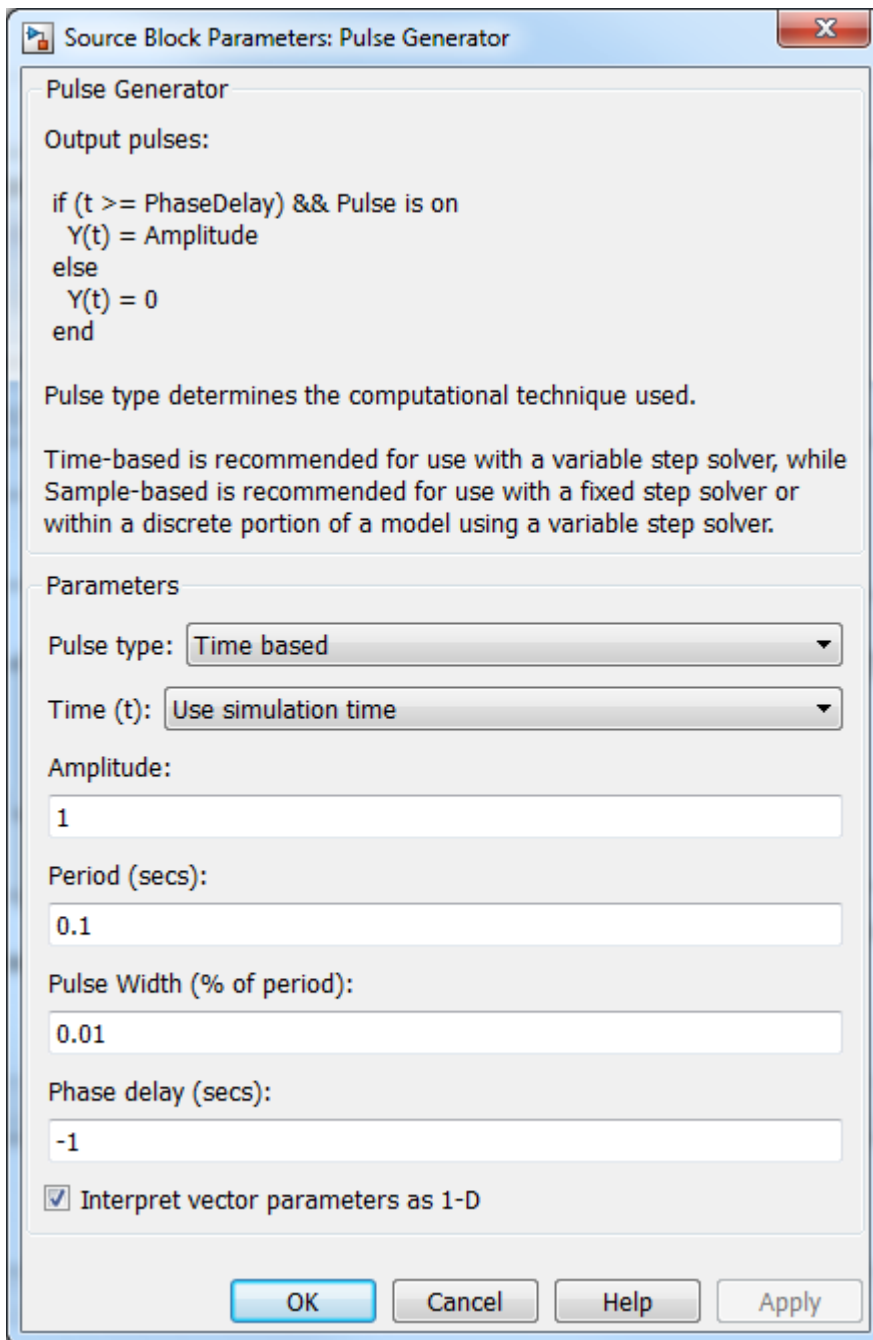 Source Block Parameters: Pulse Generator
Pulse Generator
Output pulses:
if (t >= PhaseDelay) && Pulse is on
Y(t) = Amplitude
else
Y(t) = 0
end
Pulse type determines the computational technique used.
Time-based is recommended for use with a variable step solver, while
Sample-based is recommended for use with a fixed step solver or
within a discrete portion of a model using a variable step solver.
Parameters
Pulse type: Time based
Time (t): Use simulation time
Amplitude:
1
Period (secs):
0.1
Pulse Width (% of period):
0.01
Phase delay (secs):
-1
Interpret vector parameters as 1-D
OK Cancel Help Apply